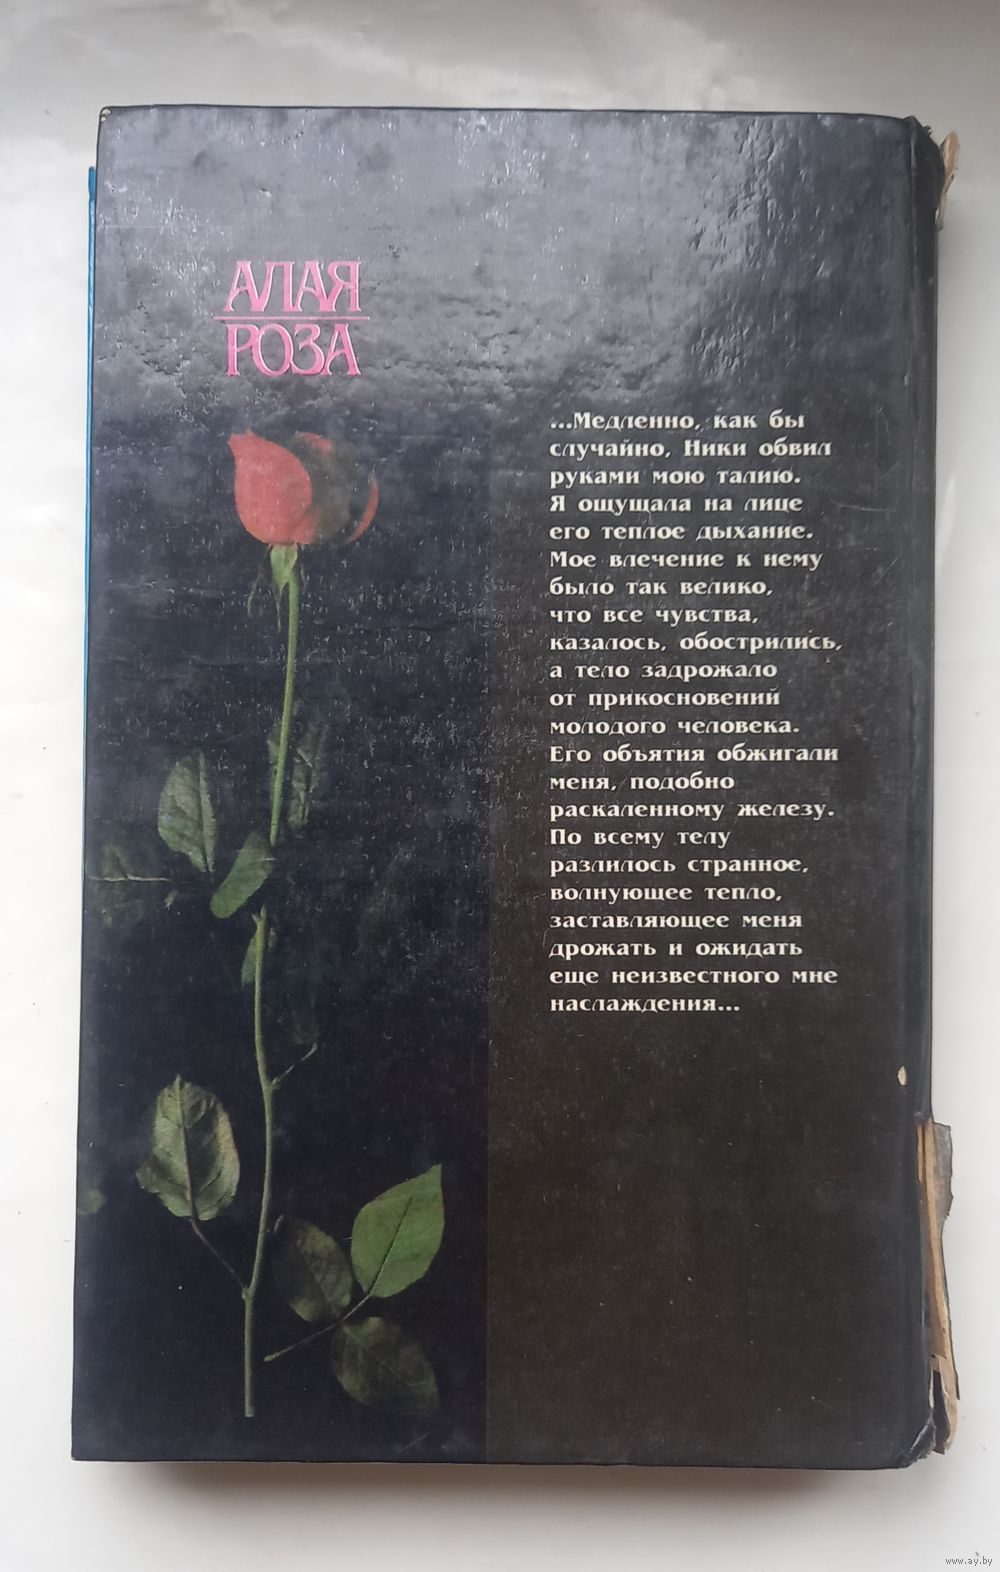 АЛАЯ
РОЗА
...Медленно, как бы
случайно, Ники обвил
руками мою талию.
Я ощущала на лице
его теплое дыхание.
Мое влечение к нему
было так велико,
что все чувства,
казалось, обострились,
а тело задрожало
от прикосновений
молодого человека.
Его объятия обжигали
меня, подобно
раскаленному железу.
По всему телу
разлилось странное,
волнующее тепло,
заставляющее меня
дрожать и ожидать
еще неизвестного мне
наслаждения...
www.ay.by